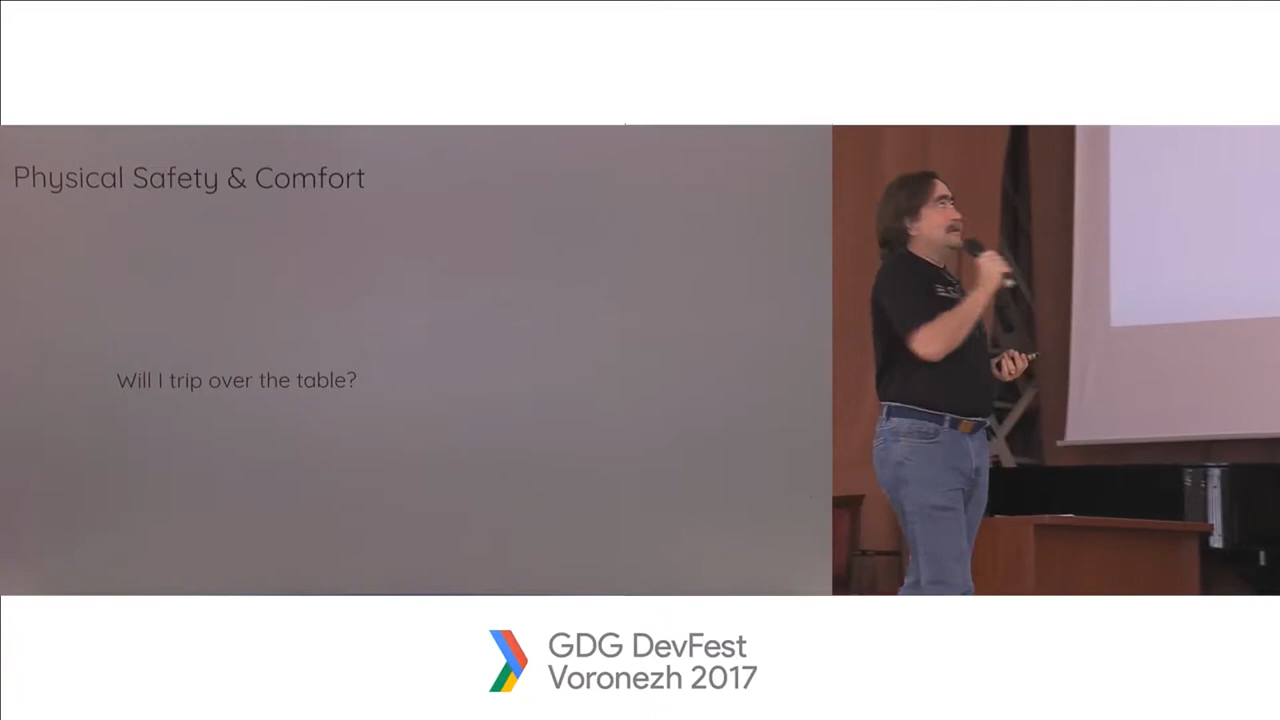 Physical Safety & Comfort
Will I trip over the table?
GDG DevFest
Voronezh 2017